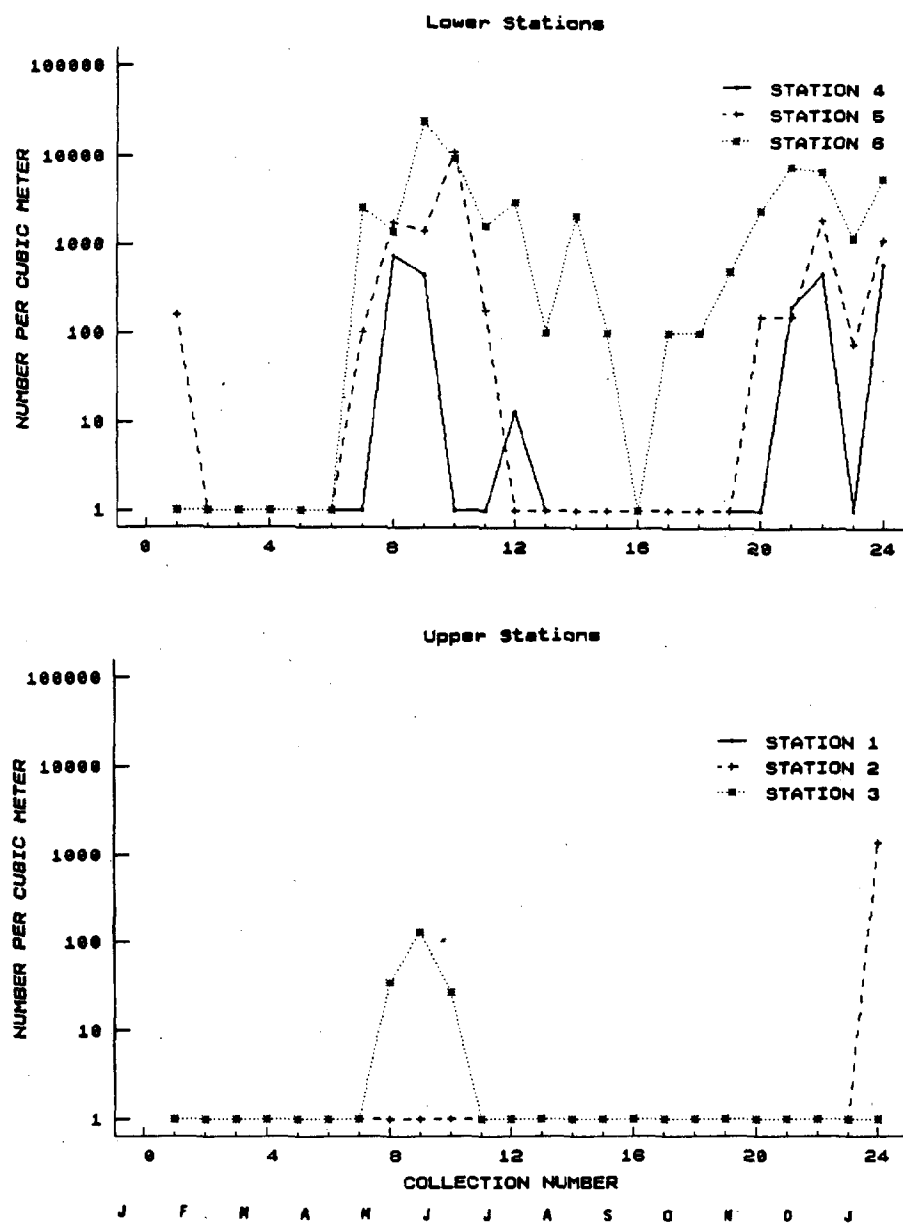 Lower Stations
100000
10000
1000
100
10
1
NUMBER PER CUBIC METER
STATION 4
STATION 5
STATION 6
0 4 8 12 16 20 24
Upper Stations
100000
10000
1000
100
10
1
NUMBER PER CUBIC METER
STATION 1
STATION 2
STATION 3
0 4 8 12 16 20 24
COLLECTION NUMBER
J F M A M J J A S O N D J